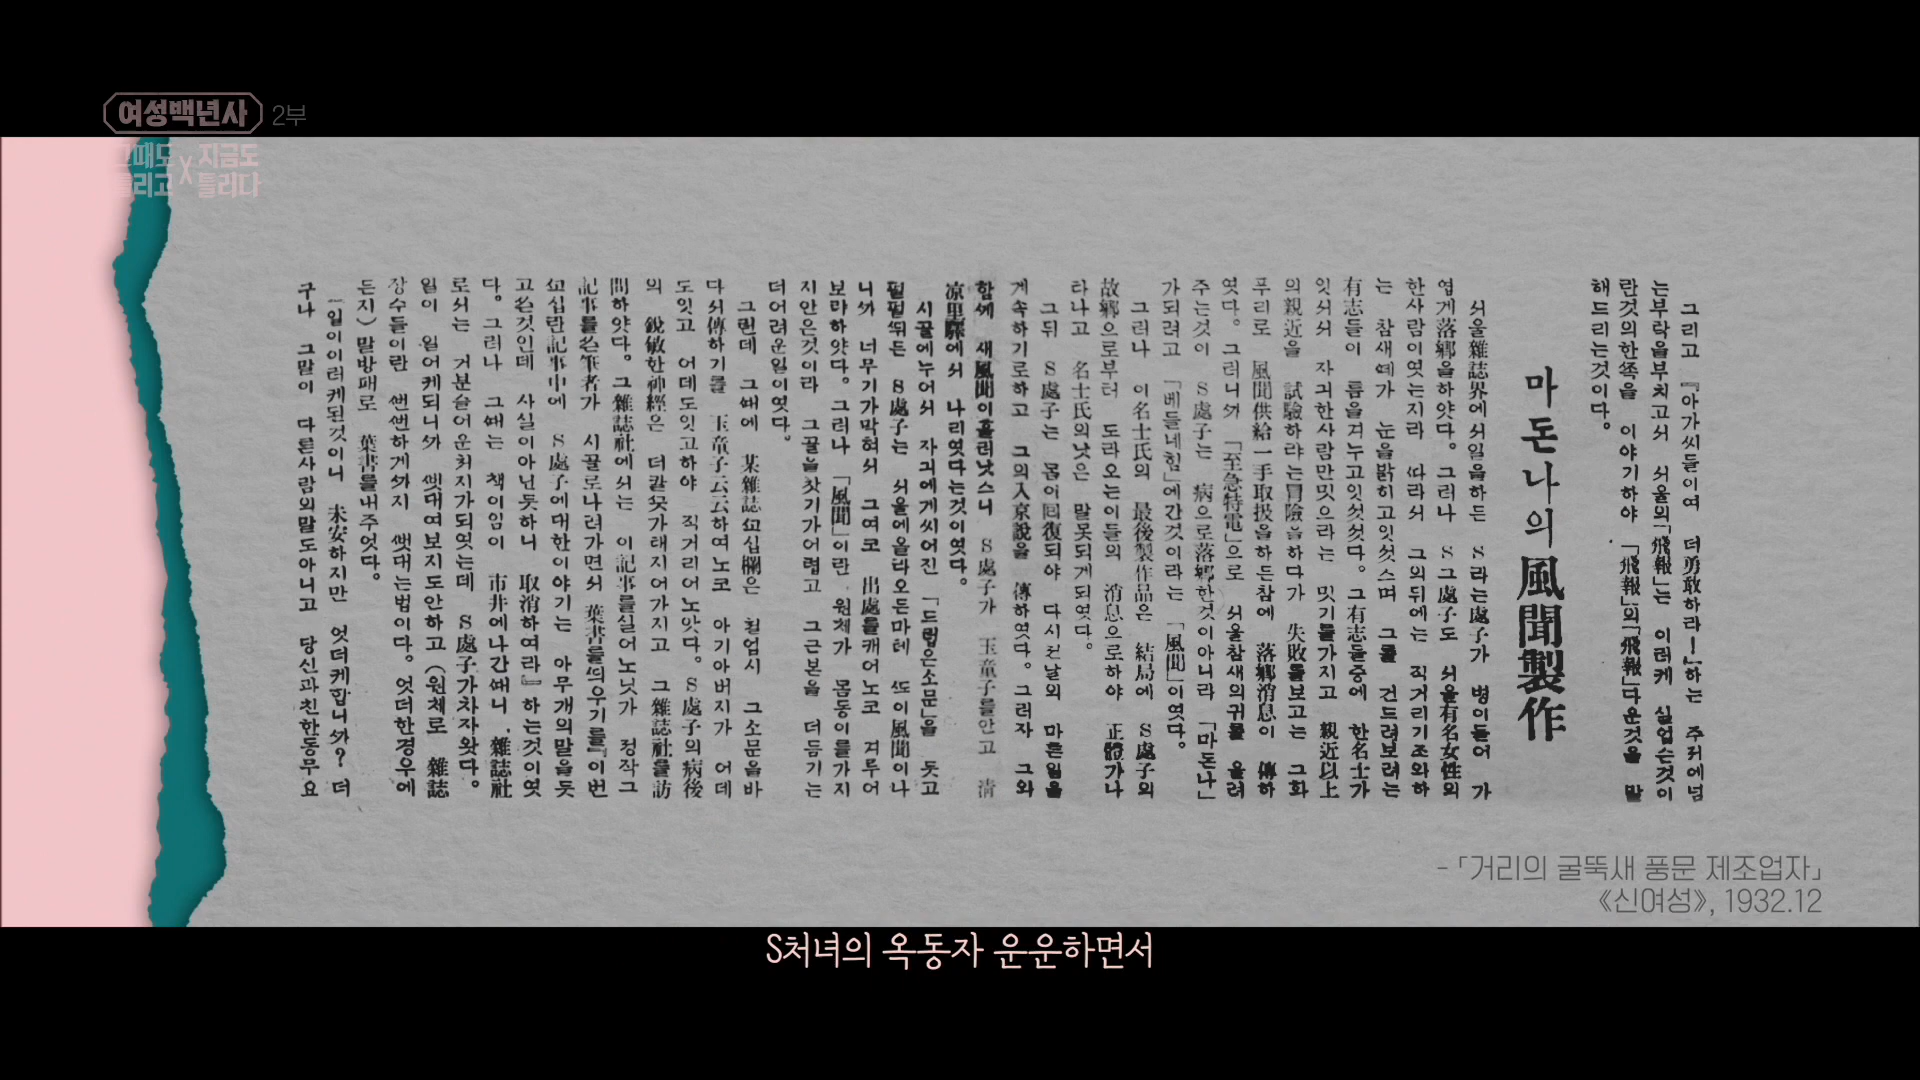 여성백년사 2부
그때도 틀리고 X 지금도 틀리다
그리고 『아가씨들이여 더勇敢하라ㅡ』하는 주저에넘
는부락을부치고서 서울의「飛報」는 이러케 실업슨것이
란것의한쪽을 이야기하야 「飛報」의「飛報」다운것을 말
해드리는것이다.
마돈나의 風聞製作
서울雜誌界에서일을하든 S라는處子가 병이들어 가
엽게落鄕을하얏다. 그러나 S그處子도 서울有名女性의
한사람이엿는지라 따라서 그의뒤에는 직거리기조와하
는 참새떼가 눈을밝히고잇섯스며 그를 건드려보려는
有志들이 틈을겨누고잇섯섯다. 그有志들중에 한名士가
잇서서 자긔한사람만밋으라는 밋기를가지고 親近以上
의親近을 試驗하랴는冒險을하다가 失敗를보고는 그화
푸리로 風聞供給一手取扱을하든참에 落鄕消息이 傳하
엿다. 그러니까 「至急特電」으로 서울참새의귀를 울려
주는것이 S處子는 病으로落鄕한것이아니라 「마돈나」
가되려고 「베들네힘」에간것이라는 「風聞」이엿다.
그러나 이名士氏의 最後製作品은 結局에 S處子의
故鄕으로부터 도라오는이들의 消息으로하야 正體가나
타나고 名士氏의낫은 말못되게되엿다.
그뒤 S處子는 몸이回復되야 다시전날의 마튼일을
게속하기로하고 그의入京說을 傳하엿다. 그러자 그와
함께 새風聞이흘러낫스니 S處子가 玉童子를안고 淸
凉里驛에서 나리엿다는것이엿다.
시골에누어서 자긔에게씨어진 「드럽은소문」을 듯고
펄펄뛰든 S處子는 서울에올라오든마테 또이風聞이나
니까 너무기가막혀서 그여코 出處를캐어노코 겨루어
보랴하얏다. 그러나 「風聞」이란 원체가 몸동이를가지
지안은것이라 그꼴을찻기가어렵고 그근본을 더듬기는
더어려운일이엿다.
그런데 그때에 某雜誌꼬십欄은 철업시 그소문을바
다서傳하기를 玉童子云云하여노코 아기아버지가 어데
도잇고 어데도잇고하야 직거리어노앗다. S處子의病後
의 銳敏한神經은 더칼끗가태지어가지고 그雜誌社를訪
問하얏다. 그雜誌社에서는 이記事를실어노닛가 정작그
記事를쓴筆者가 시골로나려가면서 葉書를띄우기를『이번
꼬십란記事中에 S處子에대한이야기는 아무개의말을듯
고쓴것인데 사실이아닌듯하니 取消하여라』하는것이엿
다. 그러나 그때는 책이임이 市井에나간때니 雜誌社
로서는 거분슬어운처지가되엿는데 S處子가차자왓다.
일이 일어케되니까 뻣대여보지도안하고 (원체로 雜誌
장수들이란 뻔뻔하게까지 뻣대는법이다. 엇더한경우에
든지) 말방패로 葉書를내주엇다.
「일이이러케된것이니 未安하지만 엇더케합니까? 더
구나 그말이 다른사람의말도아니고 당신과친한동무요
-「거리의 굴뚝새 풍문 제조업자」
《신여성》, 1932.12
S처녀의 옥동자 운운하면서